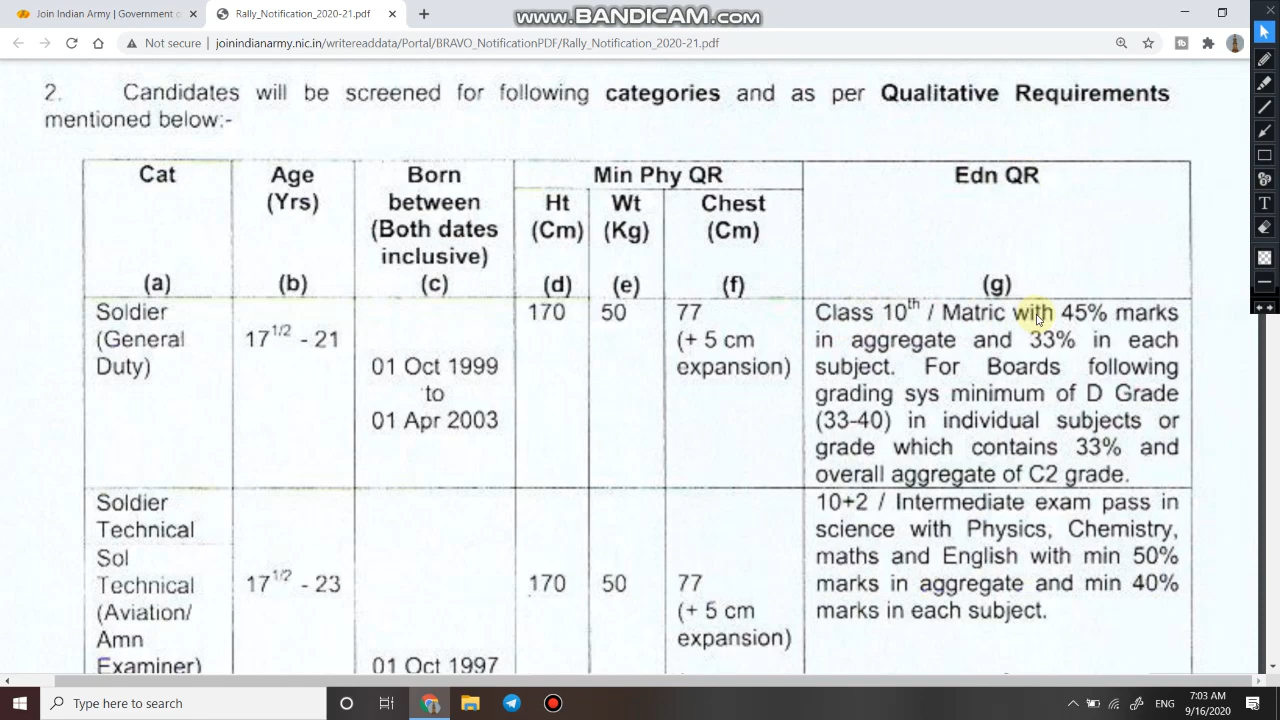 Join Indian Army | Government o
Rally_Notification_2020-21.pdf
WWW.BANDICAM.COM
Not secure | joinindianarmy.nic.in/writereaddata/Portal/BRAVO_NotificationPDF/Rally_Notification_2020-21.pdf
2. Candidates will be screened for following categories and as per Qualitative Requirements
mentioned below:-
Cat
(a)
Age
(Yrs)
(b)
Born
between
(Both dates
inclusive)
(c)
Min Phy QR
Ht
(Cm)
(d)
Wt
(Kg)
(e)
Chest
(Cm)
(f)
Edn QR
(g)
Soldier
(General
Duty)
17 1/2 - 21
01 Oct 1999
to
01 Apr 2003
170
50
77
(+ 5 cm
expansion)
Class 10th / Matric with 45% marks
in aggregate and 33% in each
subject. For Boards following
grading sys minimum of D Grade
(33-40) in individual subjects or
grade which contains 33% and
overall aggregate of C2 grade.
Soldier
Technical
Sol
Technical
(Aviation/
Amn
Examiner)
17 1/2 - 23
01 Oct 1997
170
50
77
(+ 5 cm
expansion)
10+2 / Intermediate exam pass in
science with Physics, Chemistry,
maths and English with min 50%
marks in aggregate and min 40%
marks in each subject.
Type here to search
ENG
7:03 AM
9/16/2020